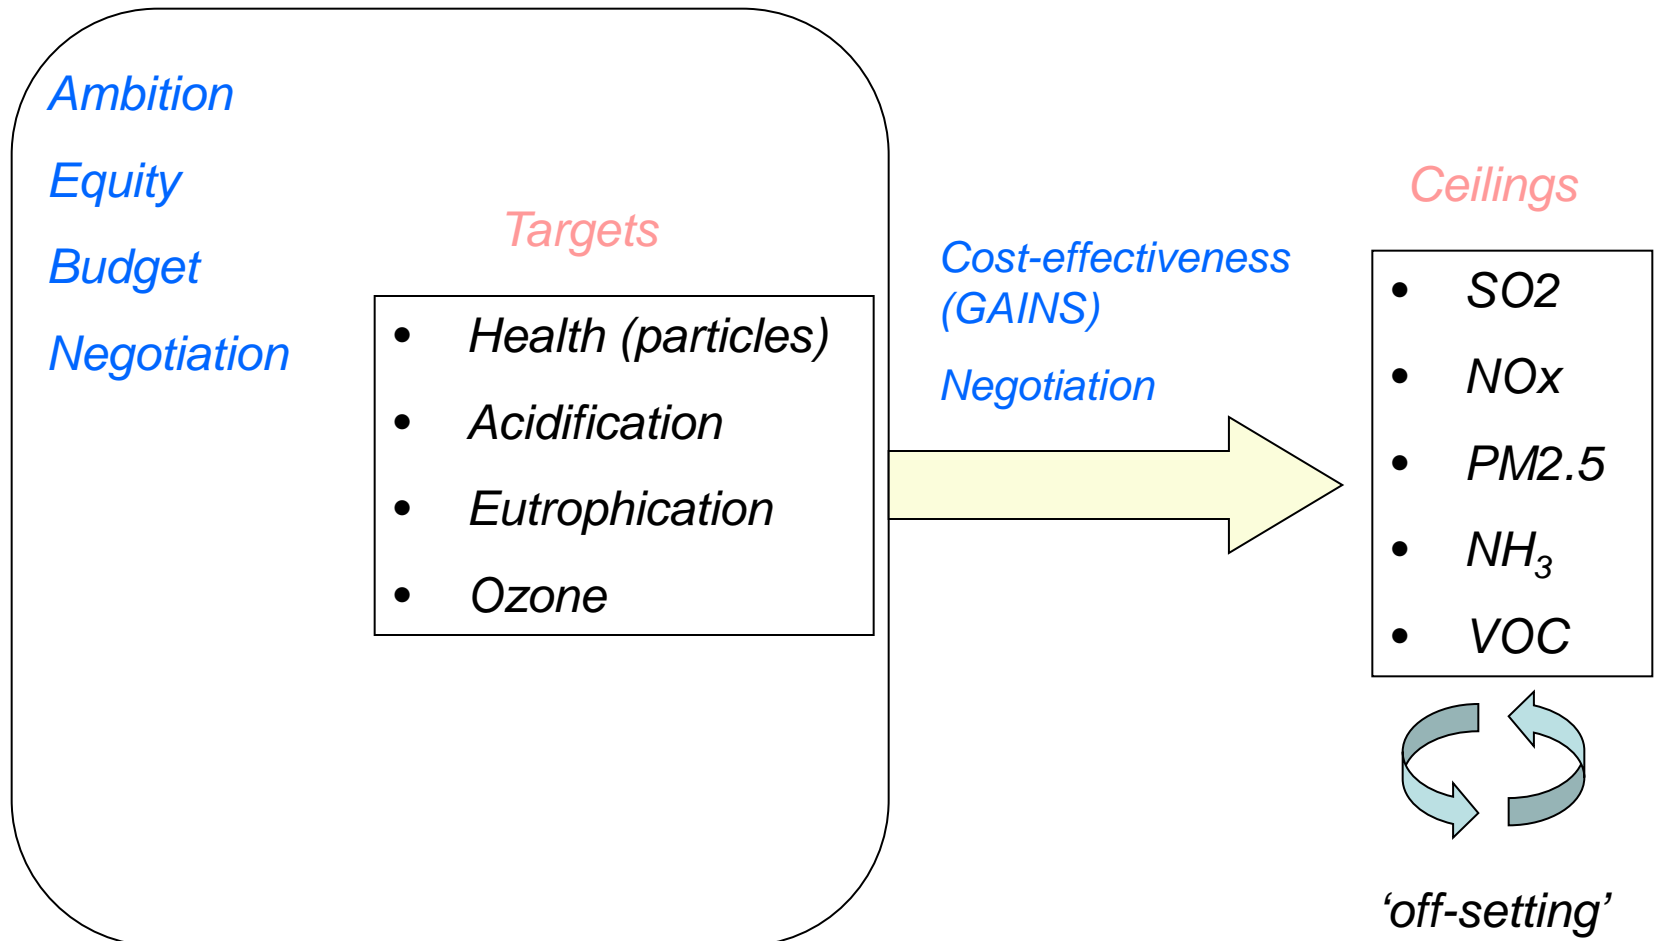 Ambition
Equity
Budget
Negotiation
Targets
• Health (particles)
• Acidification
• Eutrophication
• Ozone
Cost-effectiveness
(GAINS)
Negotiation
Ceilings
• SO2
• NOx
• PM2.5
• NH₃
• VOC
‘off-setting’